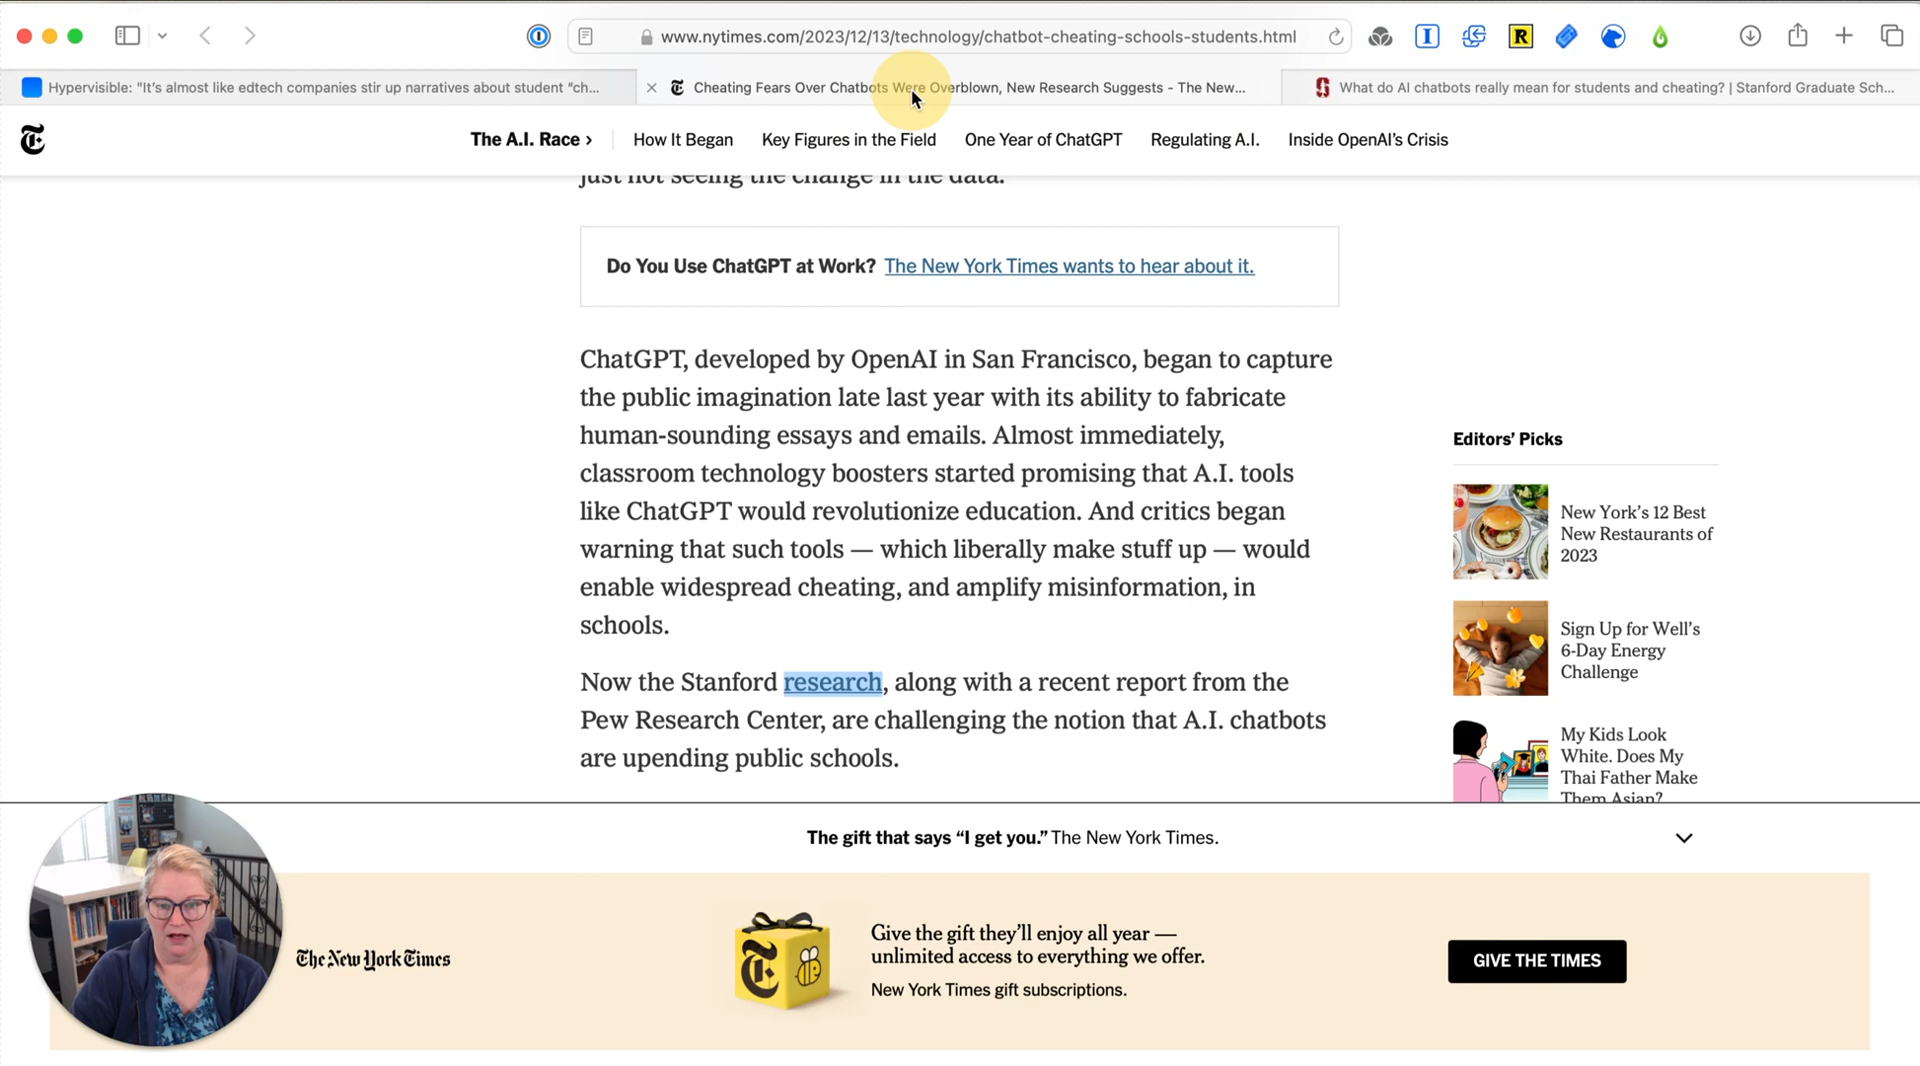 www.nytimes.com/2023/12/13/technology/chatbot-cheating-schools-students.html
Hypervisible: "It's almost like edtech companies stir up narratives about student “ch...
Cheating Fears Over Chatbots Were Overblown, New Research Suggests - The New...
What do AI chatbots really mean for students and cheating? | Stanford Graduate Sch...
The A.I. Race >
How It Began
Key Figures in the Field
One Year of ChatGPT
Regulating A.I.
Inside OpenAI's Crisis
just not seeing the change in the data.
Do You Use ChatGPT at Work? The New York Times wants to hear about it.
ChatGPT, developed by OpenAI in San Francisco, began to capture
the public imagination late last year with its ability to fabricate
human-sounding essays and emails. Almost immediately,
classroom technology boosters started promising that A.I. tools
like ChatGPT would revolutionize education. And critics began
warning that such tools — which liberally make stuff up — would
enable widespread cheating, and amplify misinformation, in
schools.
Now the Stanford research, along with a recent report from the
Pew Research Center, are challenging the notion that A.I. chatbots
are upending public schools.
Editors’ Picks
New York’s 12 Best
New Restaurants of
2023
Sign Up for Well’s
6-Day Energy
Challenge
My Kids Look
White. Does My
Thai Father Make
Them Asian?
The gift that says “I get you.” The New York Times.
The New York Times
Give the gift they’ll enjoy all year —
unlimited access to everything we offer.
New York Times gift subscriptions.
GIVE THE TIMES